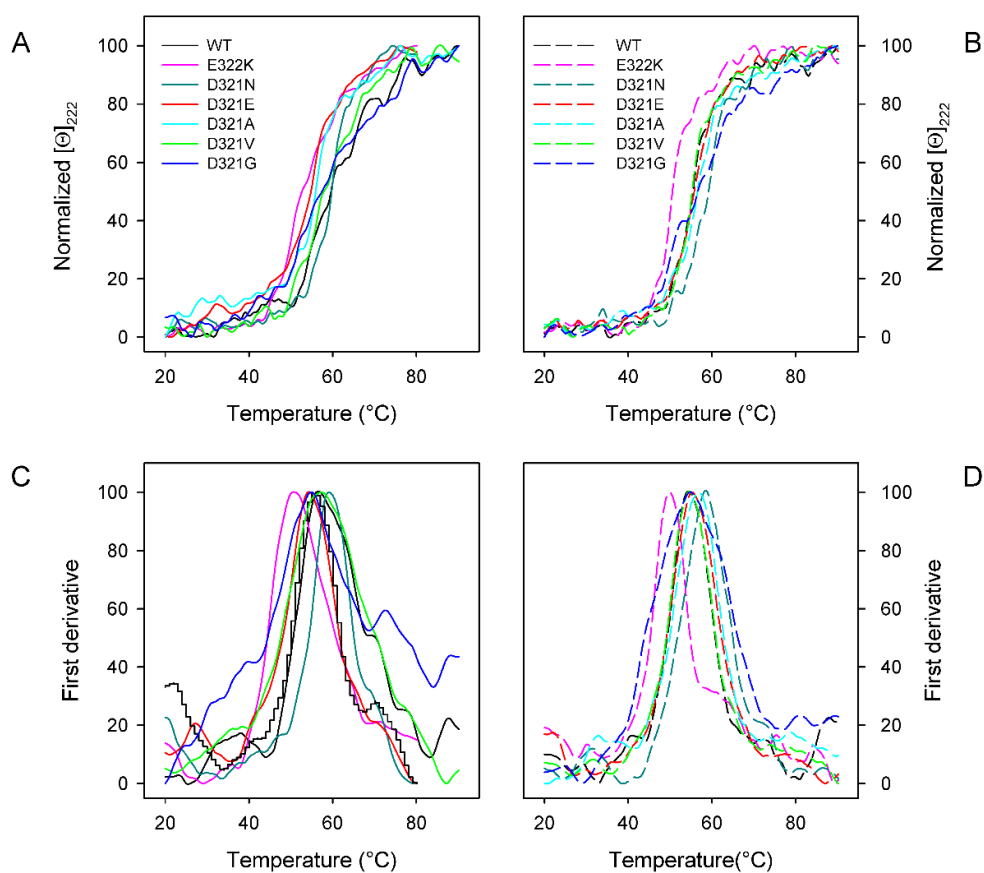 A
B
WT
E322K
D321N
D321E
D321A
D321V
D321G
Normalized [Θ]222
100
80
60
40
20
0
20 40 60 80
Temperature (°C)
WT
E322K
D321N
D321E
D321A
D321V
D321G
100
80
60
40
20
0
Normalized [Θ]222
20 40 60 80
Temperature (°C)
C
D
First derivative
100
80
60
40
20
0
20 40 60 80
Temperature (°C)
100
80
60
40
20
0
First derivative
20 40 60 80
Temperature(°C)